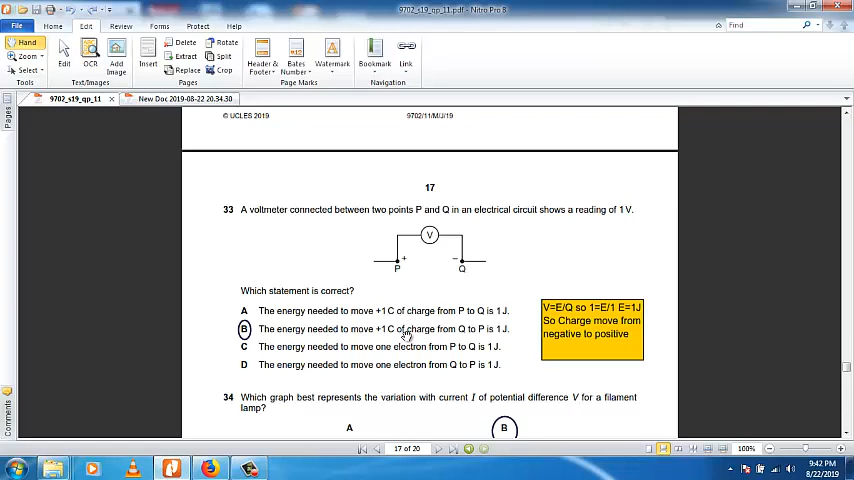 9702_s19_qp_11.pdf - Nitro Pro 8
File Home Edit Review Forms Protect Help
Find
Hand
Zoom
Select
Tools
Edit
OCR
Add Image
Text/Images
Insert
Delete
Extract
Replace
Rotate
Split
Crop
Pages
Header & Footer
Bates Number
Watermark
Page Marks
Bookmark
Link
Navigation
9702_s19_qp_11 New Doc 2019-08-22 20.34.30
Pages
Comments
© UCLES 2019 9702/11/M/J/19
17
33 A voltmeter connected between two points P and Q in an electrical circuit shows a reading of 1 V.
V
+ –
P Q
Which statement is correct?
A The energy needed to move +1 C of charge from P to Q is 1 J.
B The energy needed to move +1 C of charge from Q to P is 1 J.
C The energy needed to move one electron from P to Q is 1 J.
D The energy needed to move one electron from Q to P is 1 J.
V=E/Q so 1=E/1 E=1J
So Charge move from
negative to positive
34 Which graph best represents the variation with current I of potential difference V for a filament
lamp?
A B
17 of 20
100%
9:42 PM
8/22/2019